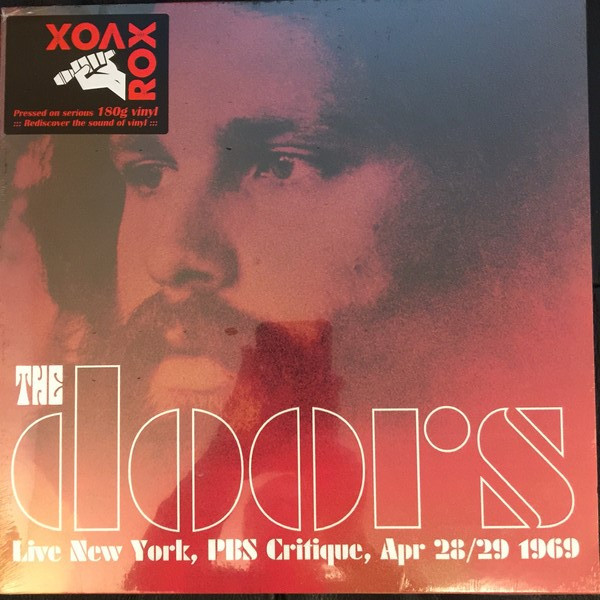 VOX
ROX
Pressed on serious 180g vinyl
::: Rediscover the sound of vinyl :::
THE
doors
Live New York, PBS Critique, Apr 28/29 1969